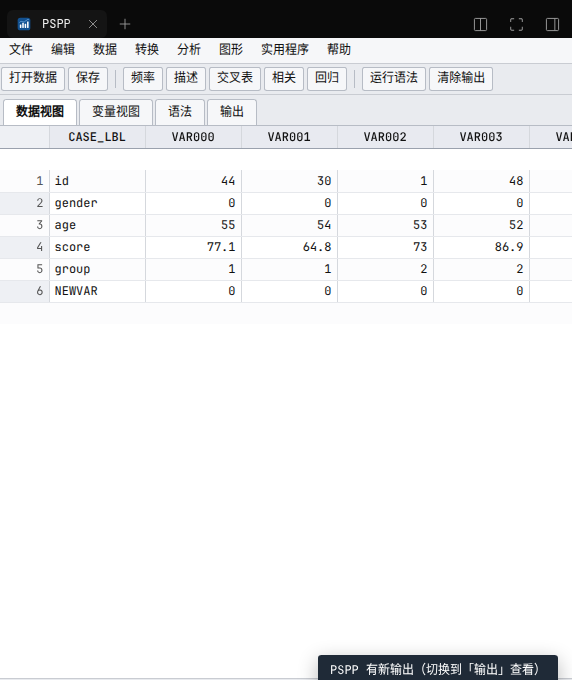 PSPP
文件 编辑 数据 转换 分析 图形 实用程序 帮助
打开数据 保存 频率 描述 交叉表 相关 回归 运行语法 清除输出
数据视图 变量视图 语法 输出
CASE_LBL VAR000 VAR001 VAR002 VAR003 VA
1 id 44 30 1 48
2 gender 0 0 0 0
3 age 55 54 53 52
4 score 77.1 64.8 73 86.9
5 group 1 1 2 2
6 NEWVAR 0 0 0 0
PSPP 有新输出（切换到「输出」查看）